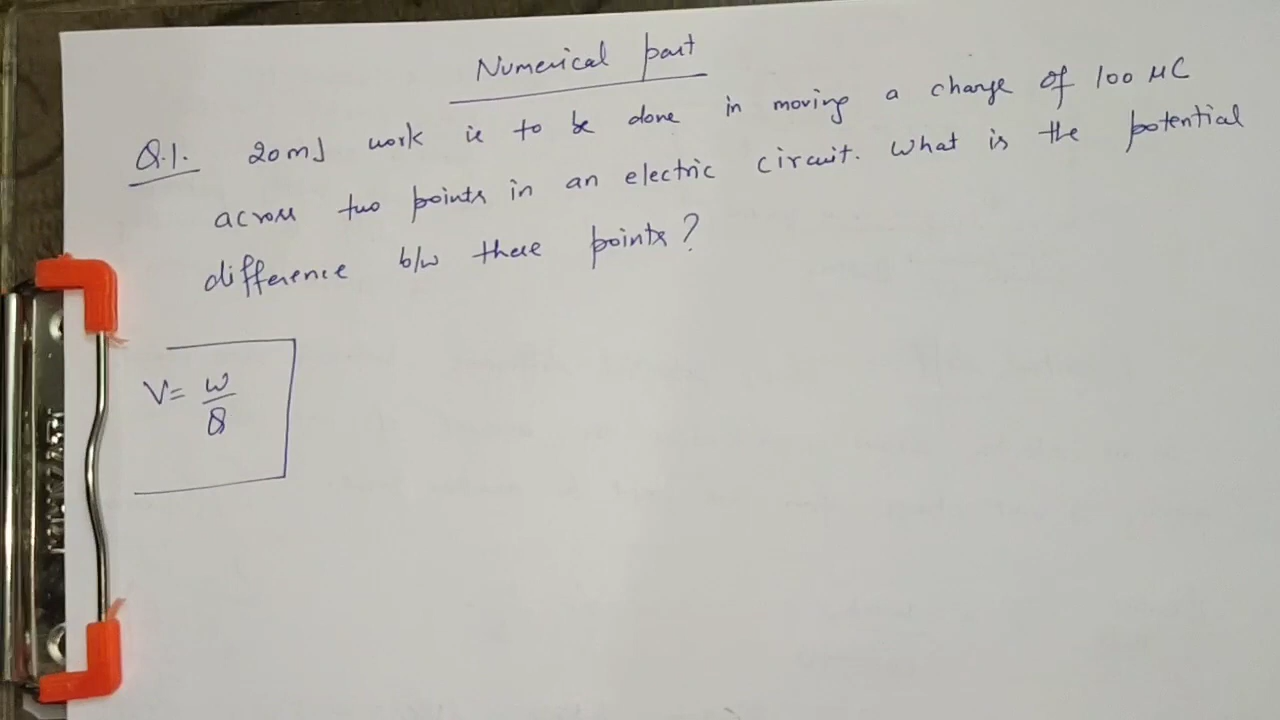 Numerical part
Q.1. 20mJ work is to be done in moving a charge of 100 μC
across two points in an electric circuit. What is the potential
difference b/w these points?
V= W/Q